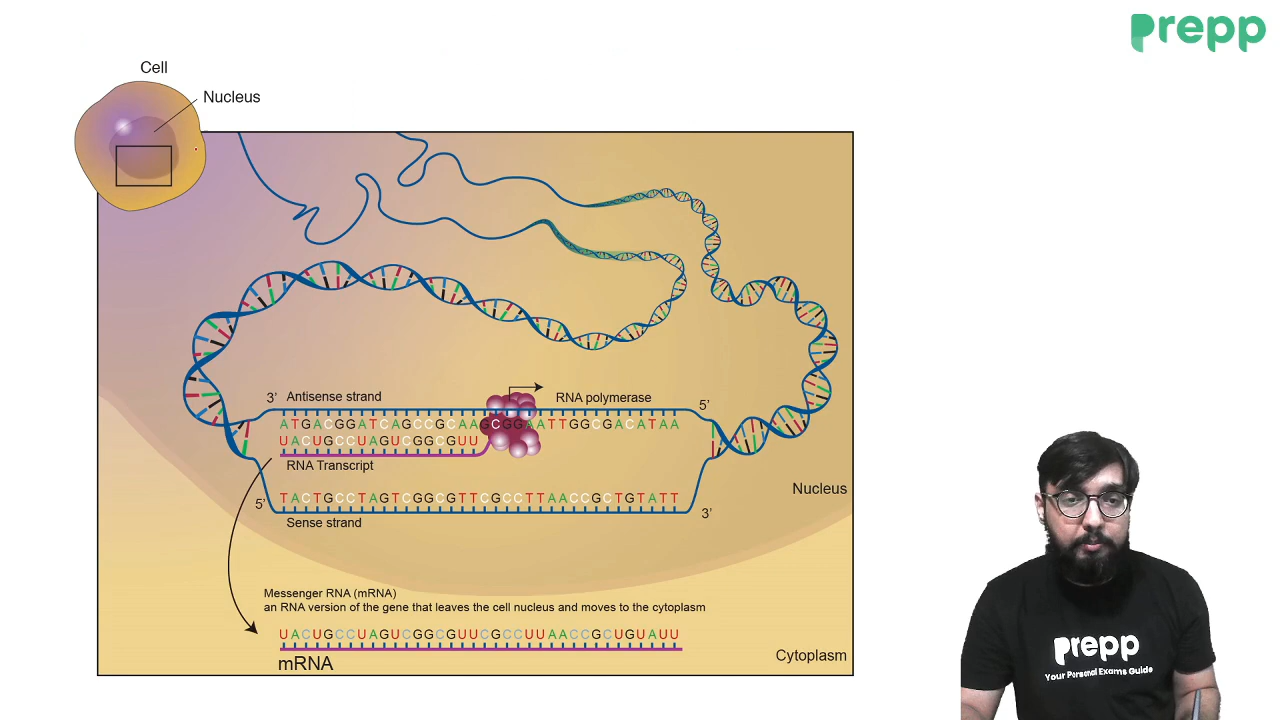 prepp
Cell
Nucleus
3’ Antisense strand RNA polymerase 5’
ATGACGGATCAGCCGCAAGCGGAATTGGCGACATAA
UACUGCCUAGUCGGCGUU
RNA Transcript
Nucleus
5’ TACTGCCTAGTCGGCGTTCGCCTTAACCGCTGTATT
Sense strand 3’
Messenger RNA (mRNA)
an RNA version of the gene that leaves the cell nucleus and moves to the cytoplasm
UACUGCCUAGUCGGCGUUCGCCUUAACCGCUGUAUU
mRNA
Cytoplasm
prepp
Your Personal Exams Guide